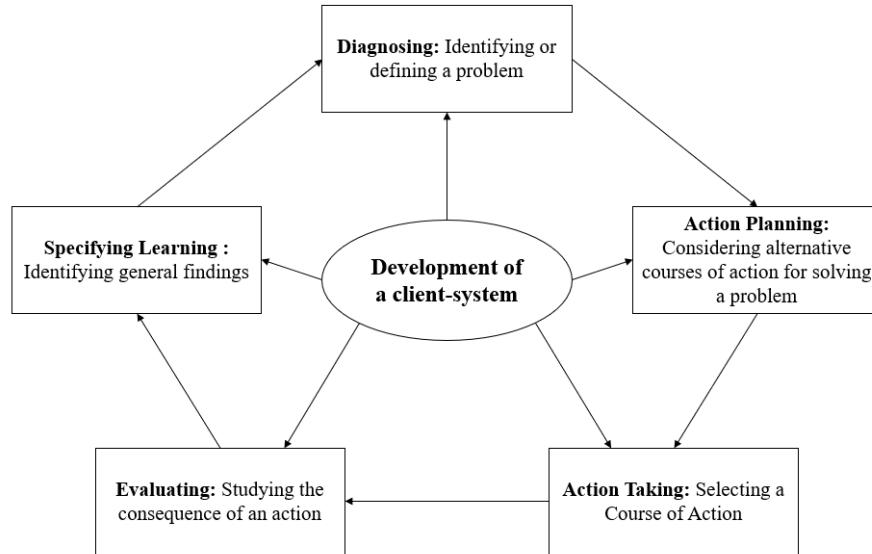 Diagnosing: Identifying or
defining a problem
Specifying Learning :
Identifying general findings
Development of
a client-system
Action Planning:
Considering alternative
courses of action for solving
a problem
Evaluating: Studying the
consequence of an action
Action Taking: Selecting a
Course of Action